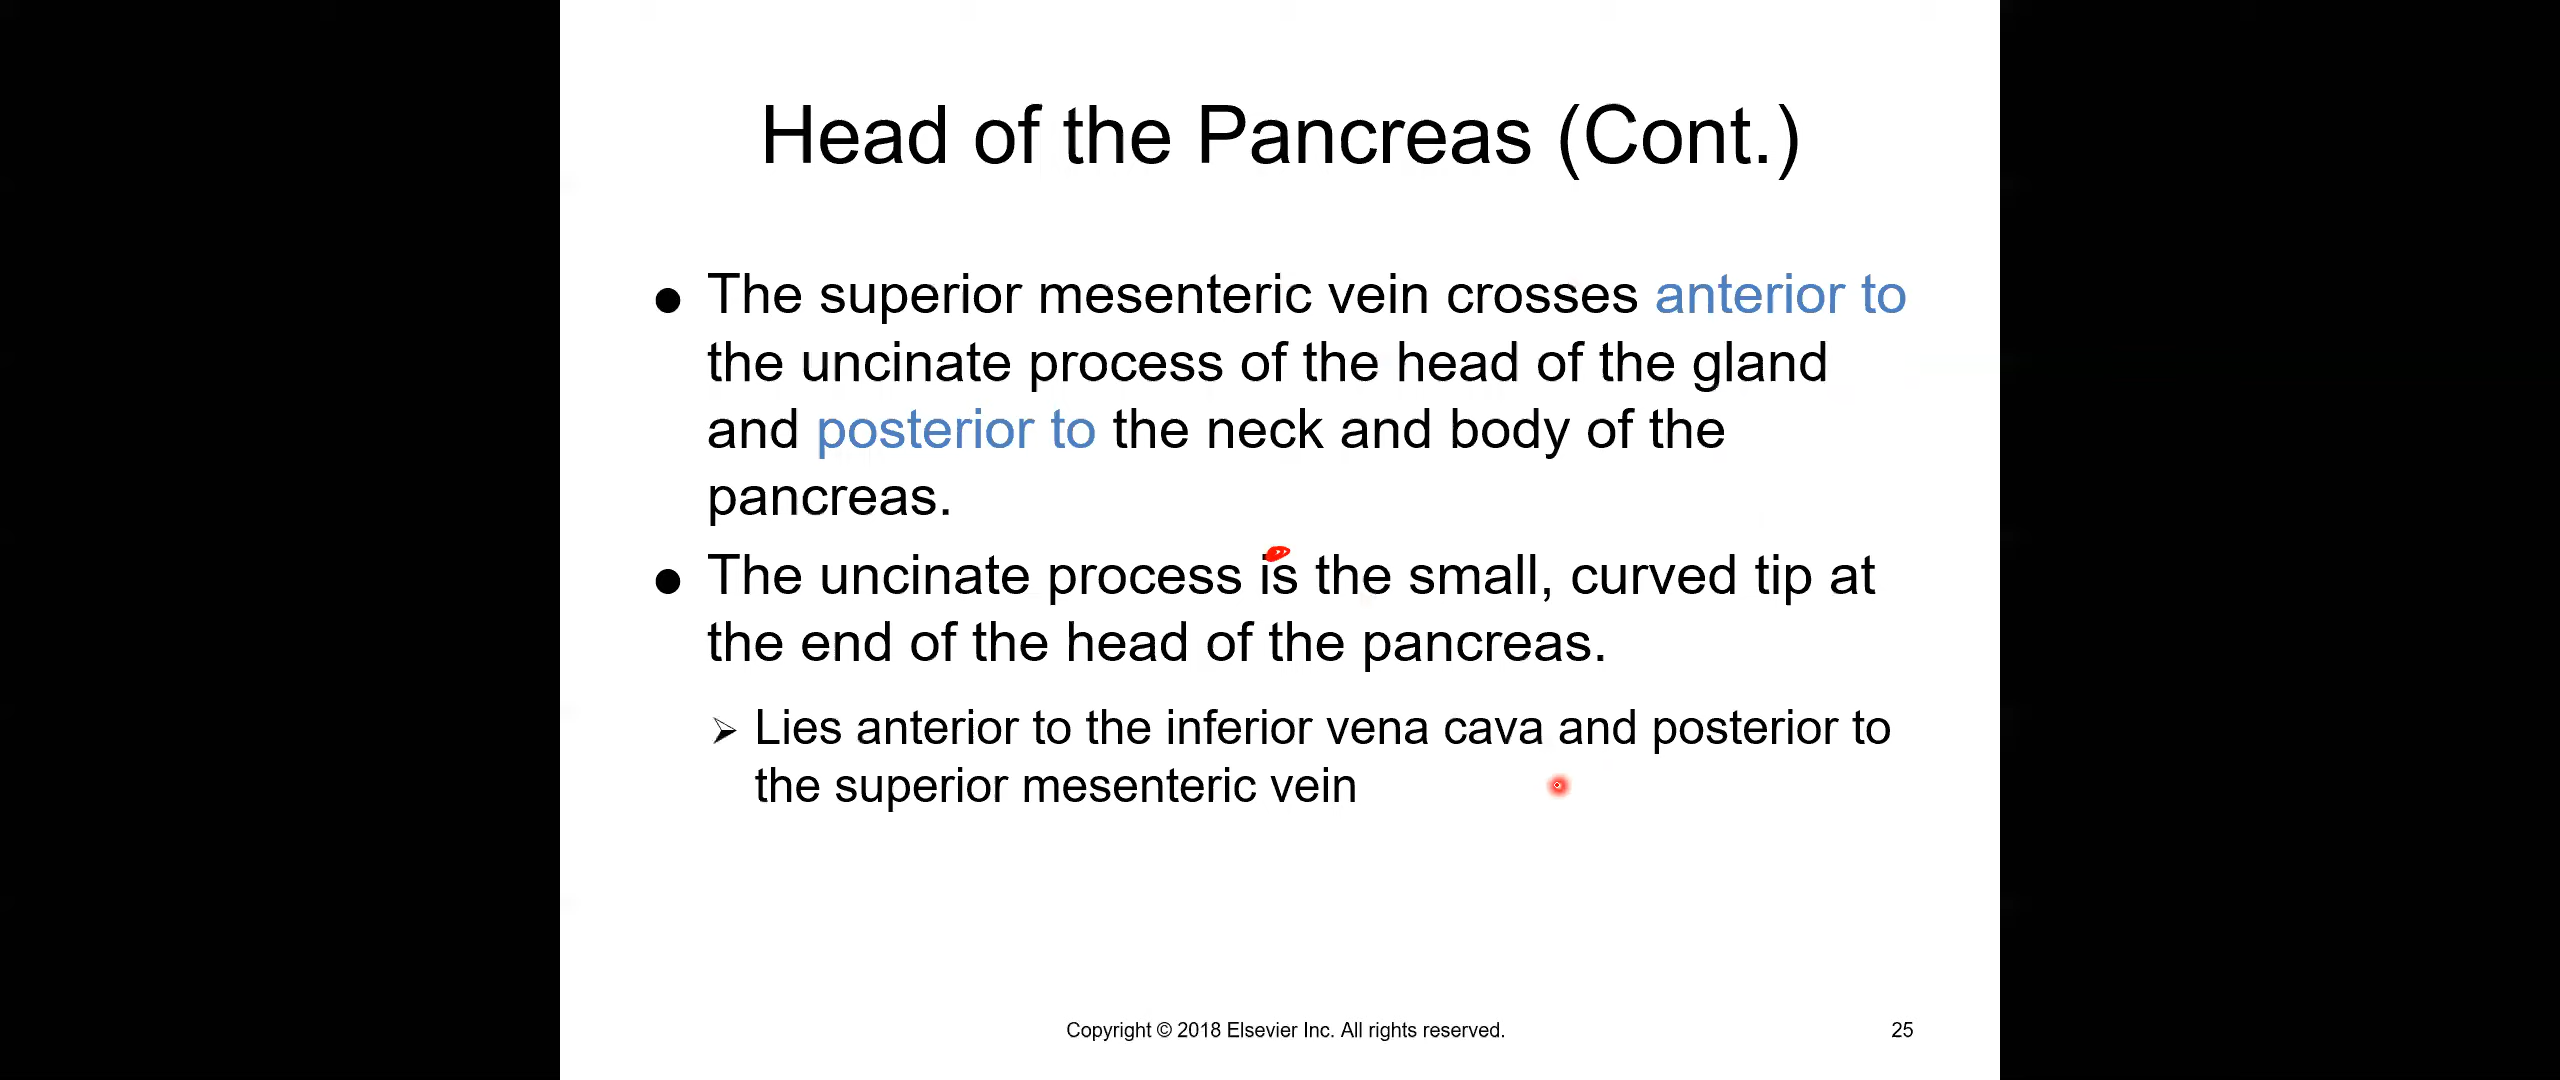 Head of the Pancreas (Cont.)
● The superior mesenteric vein crosses anterior to
the uncinate process of the head of the gland
and posterior to the neck and body of the
pancreas.
● The uncinate process is the small, curved tip at
the end of the head of the pancreas.
➢ Lies anterior to the inferior vena cava and posterior to
the superior mesenteric vein
Copyright © 2018 Elsevier Inc. All rights reserved.
25